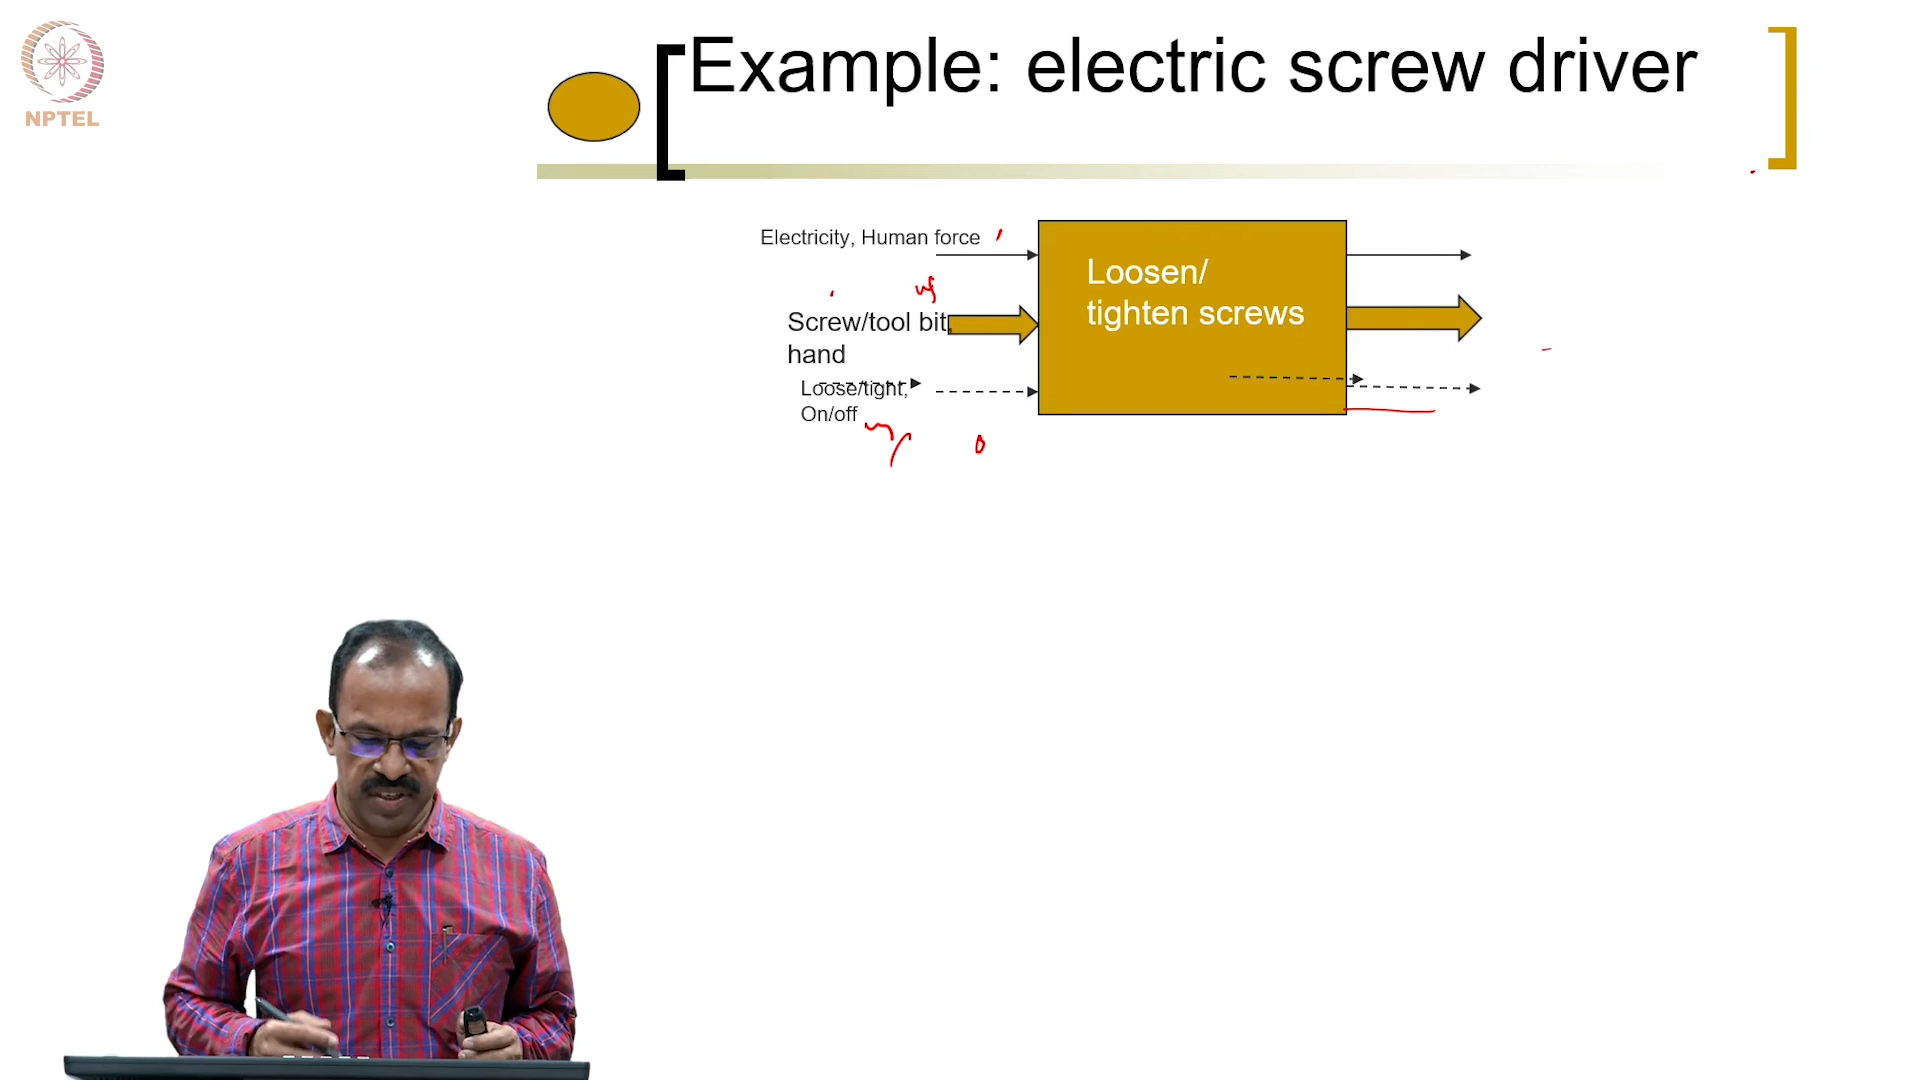 NPTEL
Example: electric screw driver
Electricity, Human force
Loosen/
tighten screws
Screw/tool bit,
hand
Loose/tight,
On/off